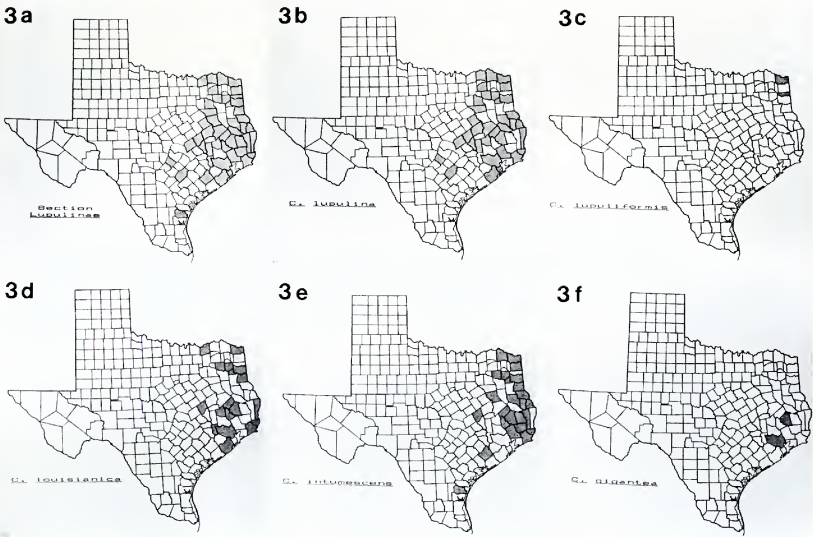 3a
3b
3c
Section
Lupulinae
C. lupulina
C. lupuliformis
3d
3e
3f
C. louisianica
C. intumescens
C. gigantea